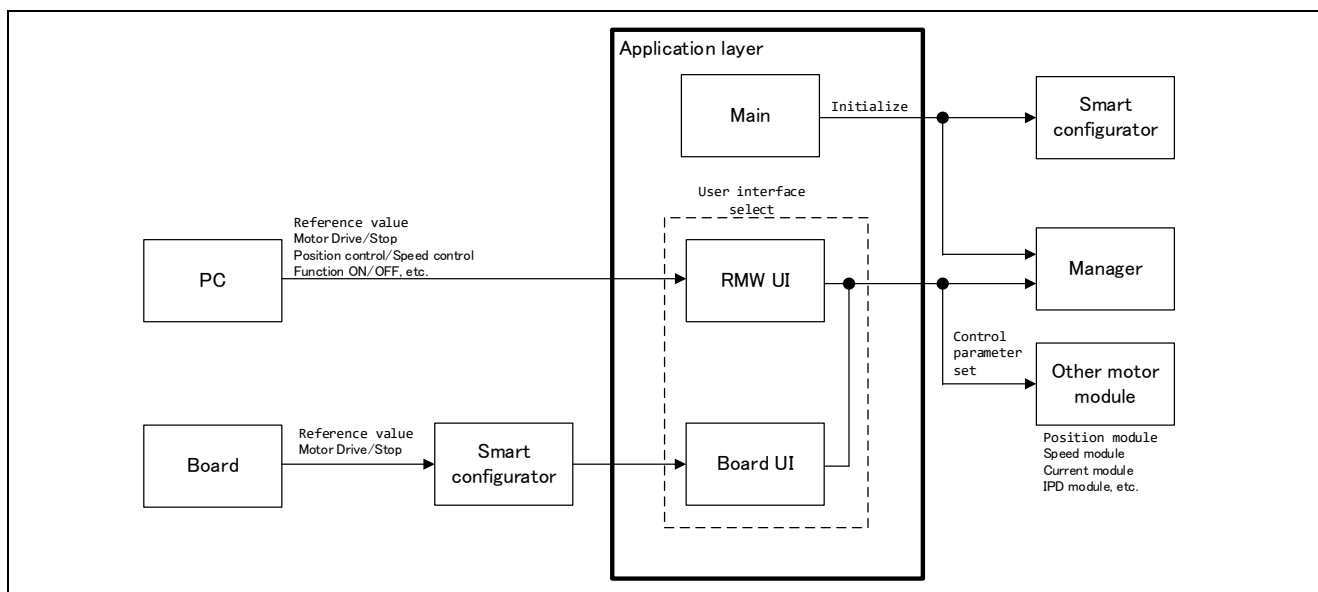 Application layer
Main
Initialize
Smart
configurator
User interface
select
Reference value
Motor Drive/Stop
Position control/Speed control
Function ON/OFF, etc.
PC
RMW UI
Manager
Control
parameter
set
Other motor
module
Position module
Speed module
Current module
IPD module, etc.
Reference value
Motor Drive/Stop
Board
Smart
configurator
Board UI